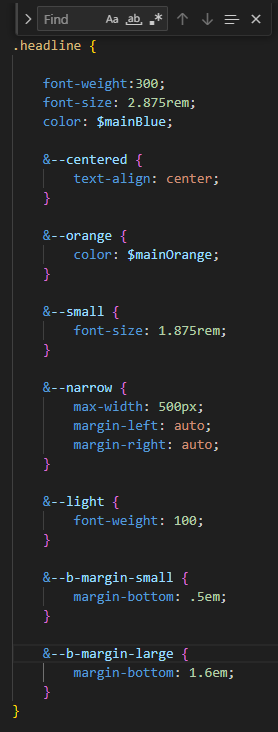 Find Aa ab .*
.headline {
font-weight:300;
font-size: 2.875rem;
color: $mainBlue;
&--centered {
text-align: center;
}
&--orange {
color: $mainOrange;
}
&--small {
font-size: 1.875rem;
}
&--narrow {
max-width: 500px;
margin-left: auto;
margin-right: auto;
}
&--light {
font-weight: 100;
}
&--b-margin-small {
margin-bottom: .5em;
}
&--b-margin-large {
margin-bottom: 1.6em;
}
}